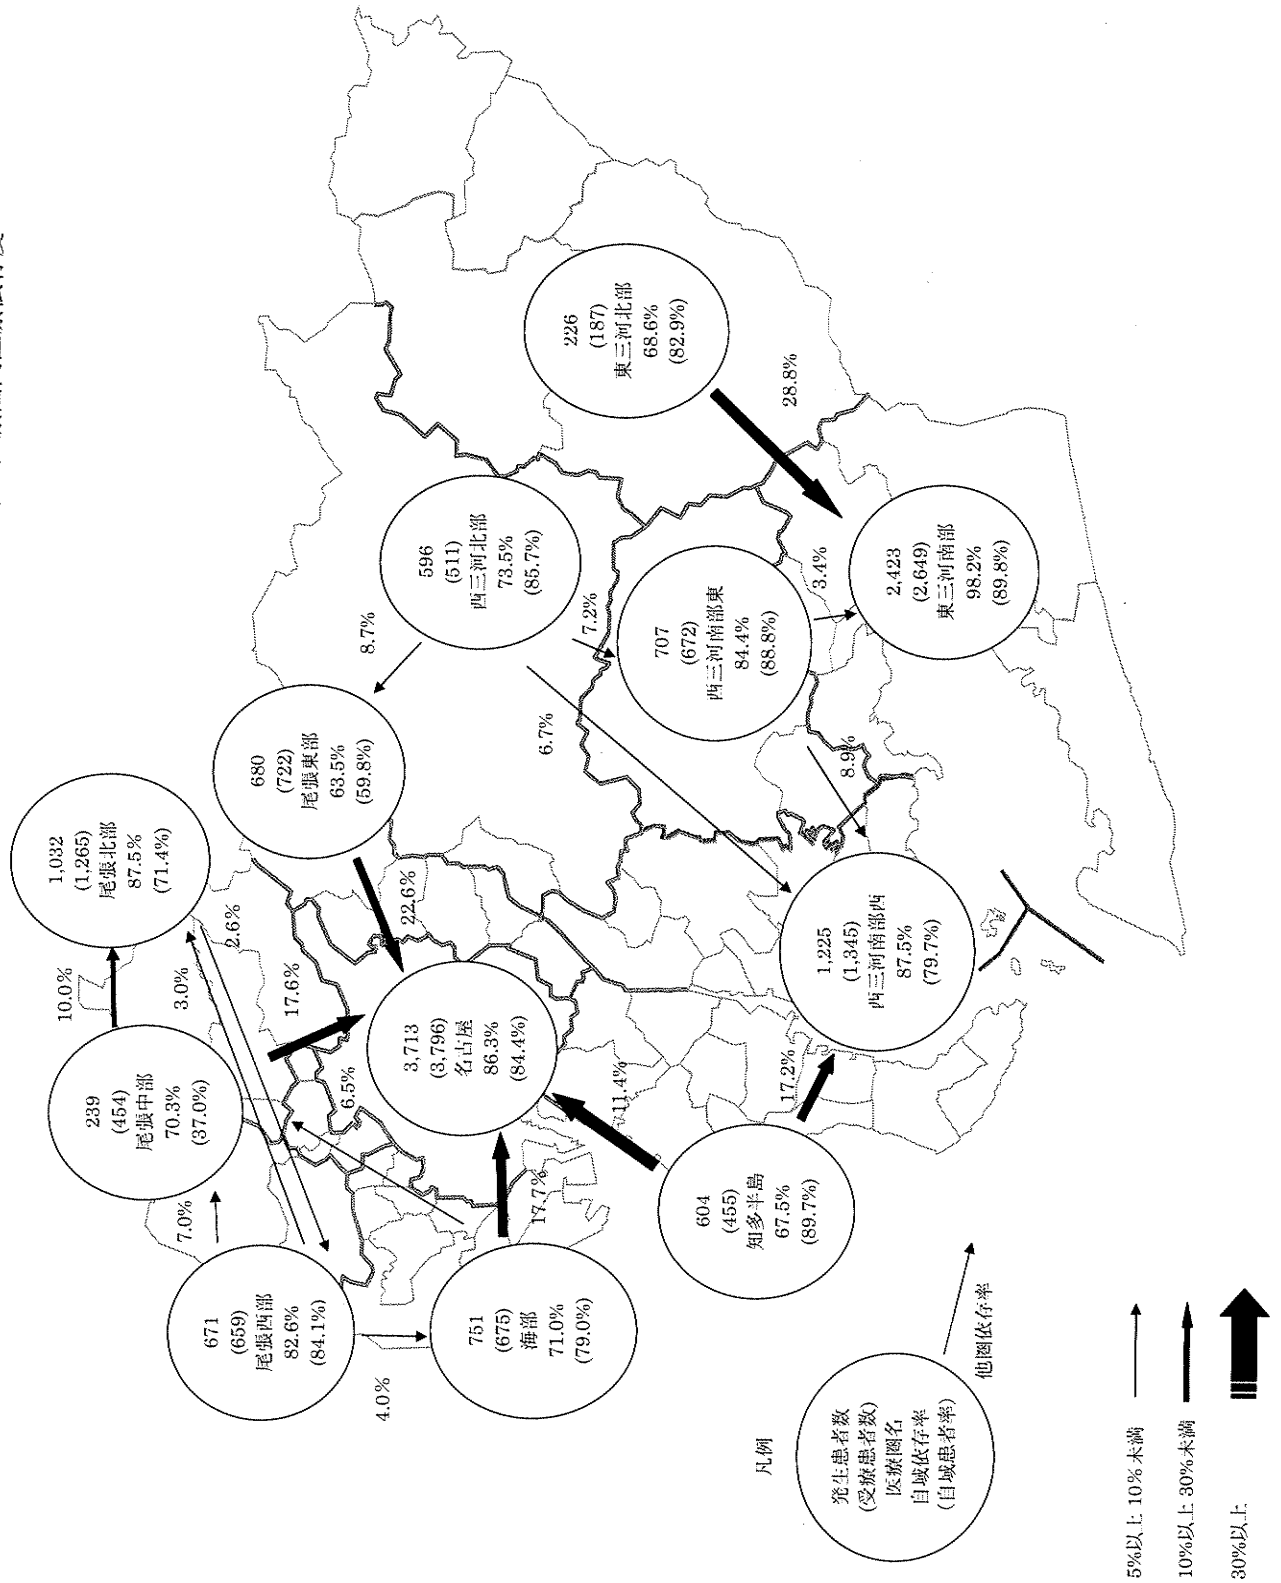 1,032
(1,265)
尾張北部
87.5%
(71.4%)
10.0%
3.0%
2.6%
239
(454)
尾張中部
70.3%
(37.0%)
7.0%
17.6%
671
(659)
尾張西部
82.6%
(84.1%)
4.0%
6.5%
680
(722)
尾張東部
63.5%
(59.8%)
22.6%
8.7%
3,713
(3,796)
名古屋
86.3%
(84.4%)
751
(675)
海部
71.0%
(79.0%)
17.7%
11.4%
604
(455)
知多半島
67.5%
(89.7%)
17.2%
596
(511)
西三河北部
73.5%
(85.7%)
7.2%
6.7%
707
(672)
西三河南部東
84.4%
(88.8%)
8.9%
3.4%
1,225
(1,345)
西三河南部西
87.5%
(79.7%)
226
(187)
東三河北部
68.6%
(82.9%)
28.8%
2,423
(2,649)
東三河南部
98.2%
(89.8%)
凡例
発生患者数
(受療患者数)
医療圏名
自域依存率
(自域患者率)
他圏依存率
5%以上 10%未満
10%以上 30%未満
30%以上